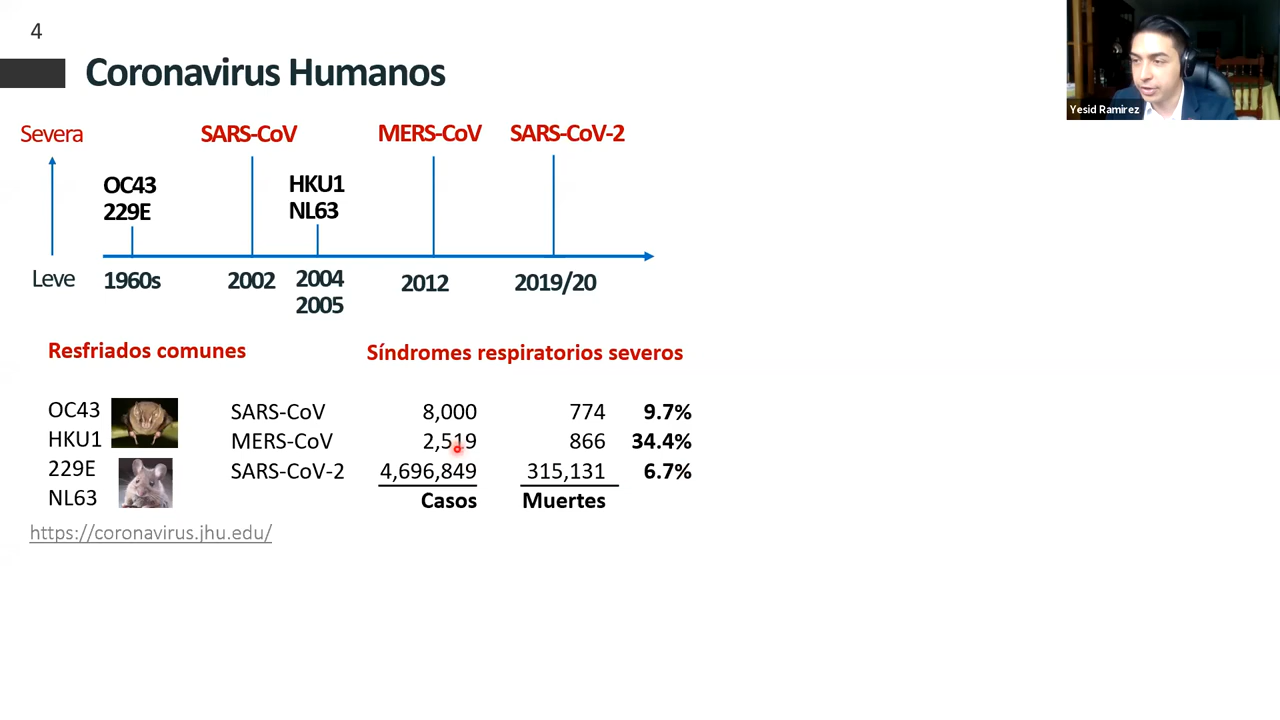 4
Coronavirus Humanos
Yesid Ramirez
Severa
SARS-CoV
MERS-CoV
SARS-CoV-2
OC43
229E
HKU1
NL63
Leve
1960s
2002
2004
2005
2012
2019/20
Resfriados comunes
Síndromes respiratorios severos
OC43
HKU1
229E
NL63
SARS-CoV 8,000 774 9.7%
MERS-CoV 2,519 866 34.4%
SARS-CoV-2 4,696,849 315,131 6.7%
Casos Muertes
https://coronavirus.jhu.edu/